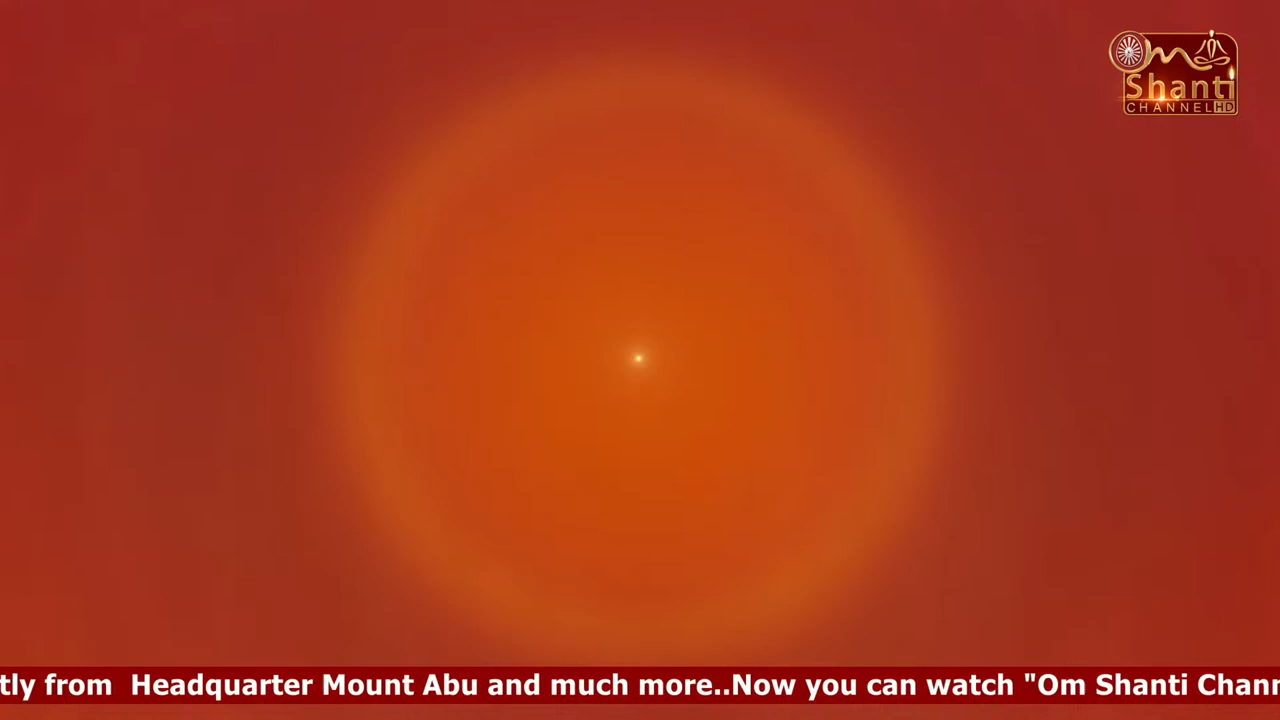 Om
Shanti
CHANNEL HD
tly from  Headquarter Mount Abu and much more..Now you can watch "Om Shanti Chann